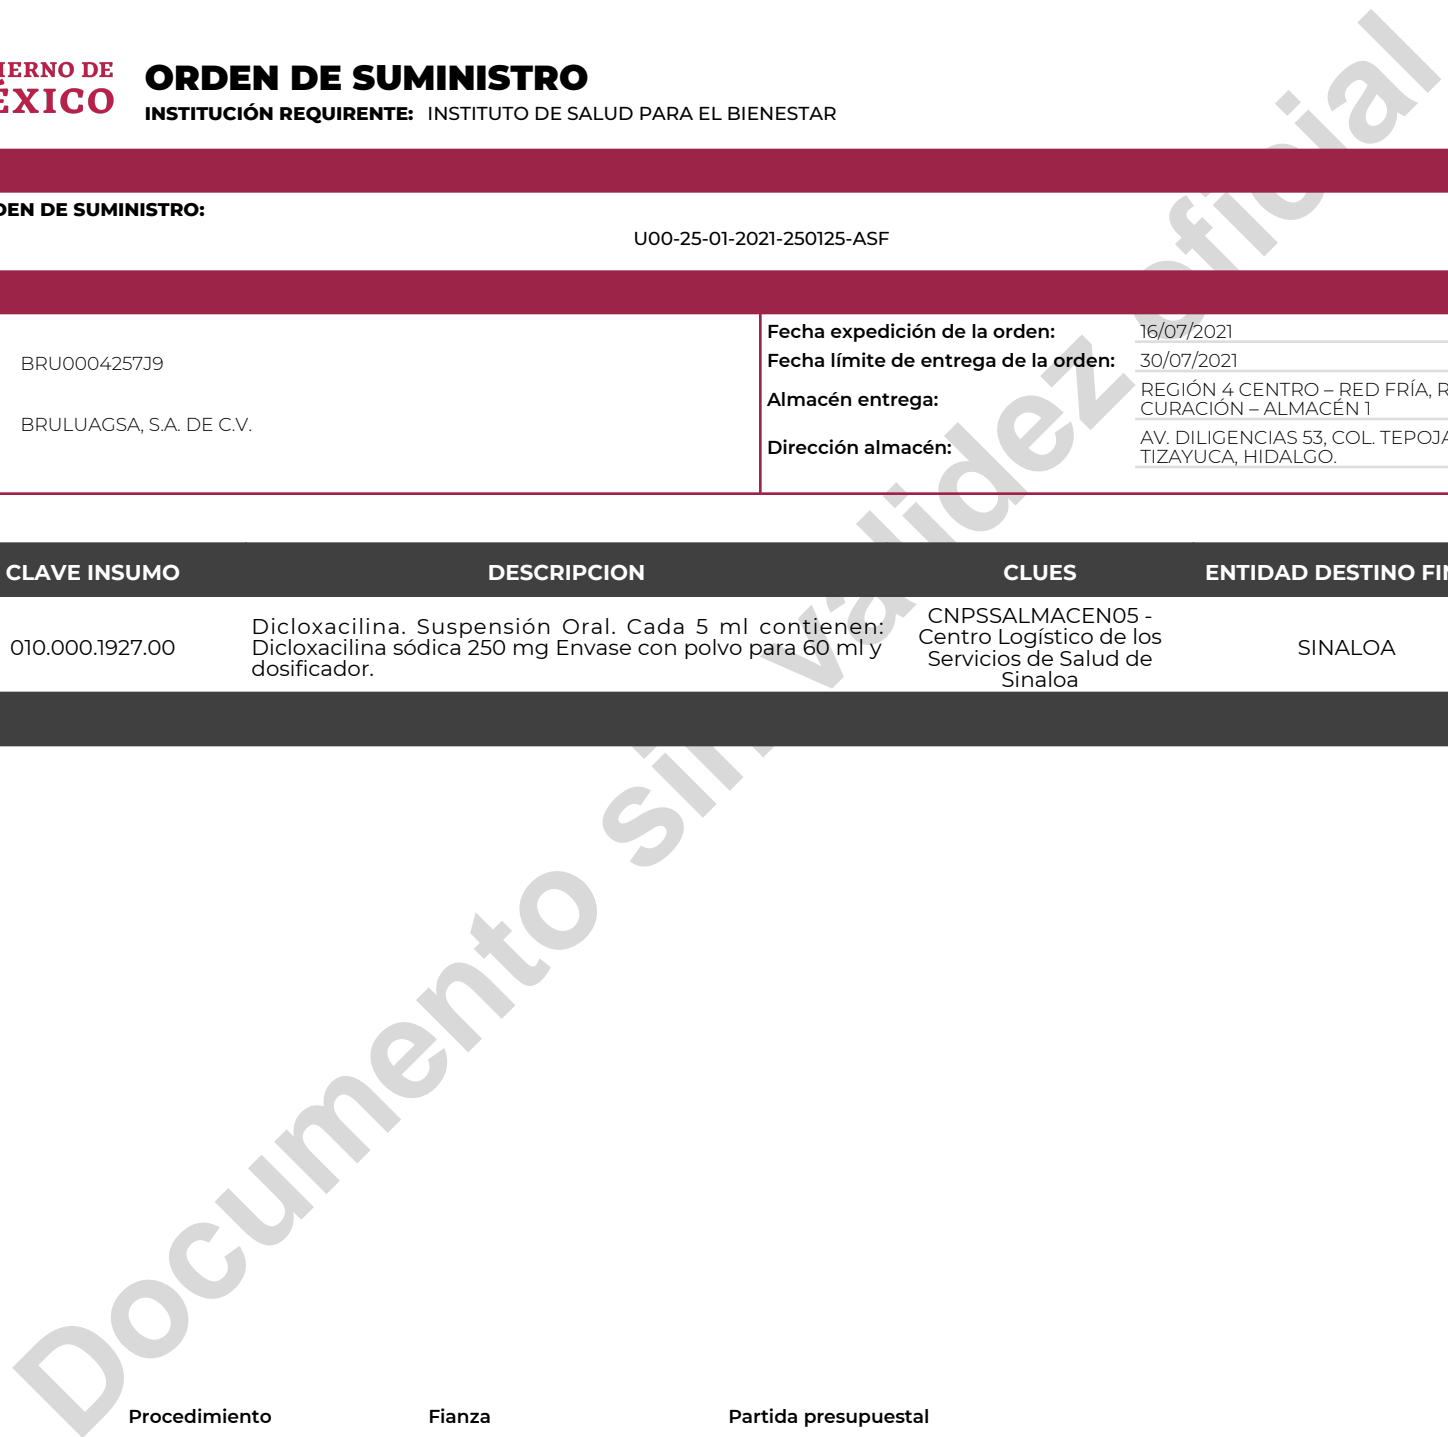 IERNO DE
ÉXICO
ORDEN DE SUMINISTRO
INSTITUCIÓN REQUIRENTE: INSTITUTO DE SALUD PARA EL BIENESTAR
DEN DE SUMINISTRO:
U00-25-01-2021-250125-ASF
BRU0004257J9
BRULUAGSA, S.A. DE C.V.
Fecha expedición de la orden: 16/07/2021
Fecha límite de entrega de la orden: 30/07/2021
Almacén entrega: REGIÓN 4 CENTRO – RED FRÍA, R
CURACIÓN – ALMACÉN 1
Dirección almacén: AV. DILIGENCIAS 53, COL. TEPOJA
TIZAYUCA, HIDALGO.
CLAVE INSUMO DESCRIPCION CLUES ENTIDAD DESTINO FIN
010.000.1927.00
Dicloxacilina. Suspensión Oral. Cada 5 ml contienen:
Dicloxacilina sódica 250 mg Envase con polvo para 60 ml y
dosificador.
CNPSSALMACEN05 -
Centro Logístico de los
Servicios de Salud de
Sinaloa
SINALOA
Documento sin validez oficial
Procedimiento Fianza Partida presupuestal